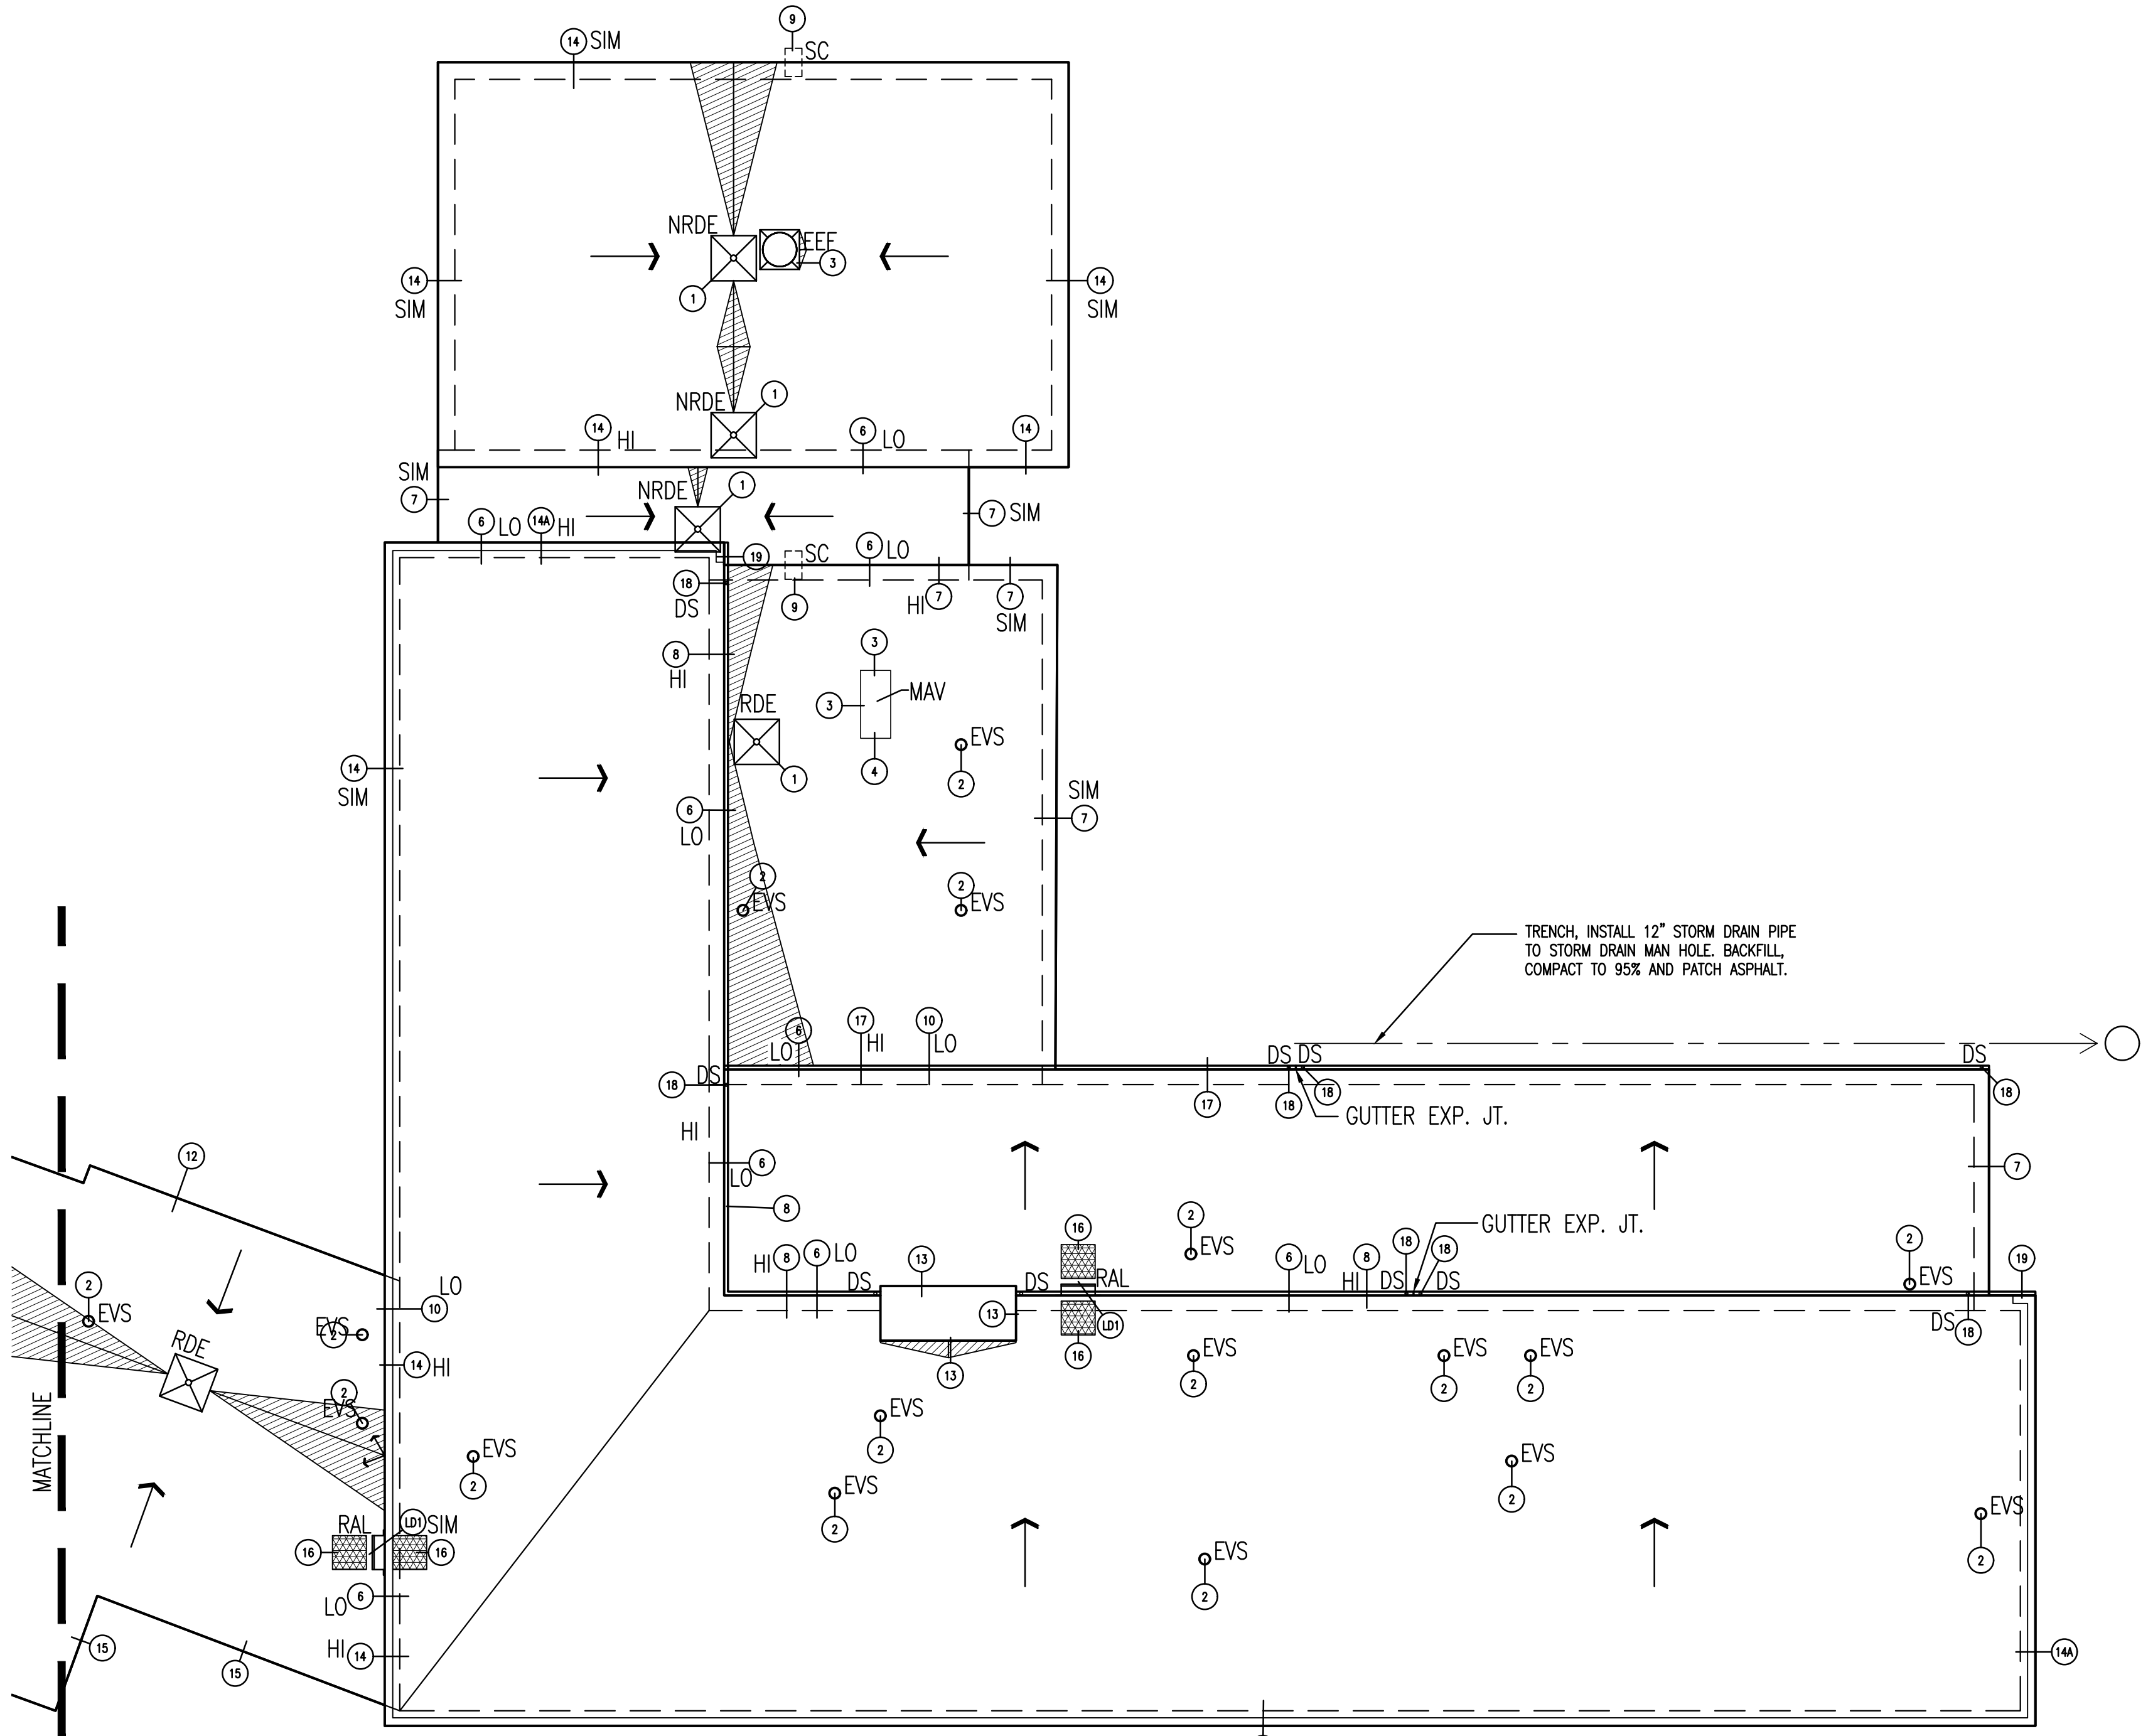 9
14 SIM
SC
NRDE
EEF
3
1
14
SIM
14
SIM
NRDE
1
14
HI
6
LO
14
SIM
7
NRDE
1
7 SIM
6 LO
14A HI
19
SC
6 LO
18
DS
9
HI 7
7
SIM
8
HI
3
MAV
3
RDE
EVS
1
4
2
14
SIM
6
LO
SIM
7
2
EVS
2
EVS
TRENCH, INSTALL 12" STORM DRAIN PIPE
TO STORM DRAIN MAN HOLE. BACKFILL,
COMPACT TO 95% AND PATCH ASPHALT.
6
LO
17
HI
10
LO
DS DS
DS
18
DS
17
18
18
18
GUTTER EXP. JT.
HI
12
6
LO
7
8
16
2
EVS
GUTTER EXP. JT.
2
EVS
HI 8
6 LO
13
DS
DS
RAL
6 LO
HI
8
18
18
DS
DS
19
LO
10
2
EVS
EVS
2
13
LD1
16
DS
18
RDE
14 HI
13
EVS
2
EVS
2
EVS
2
2
EVS
EVS
2
EVS
2
EVS
2
EVS
2
EVS
2
MATCHLINE
RAL
LD1 SIM
16
16
EVS
2
LO 6
HI 14
15
15
14A